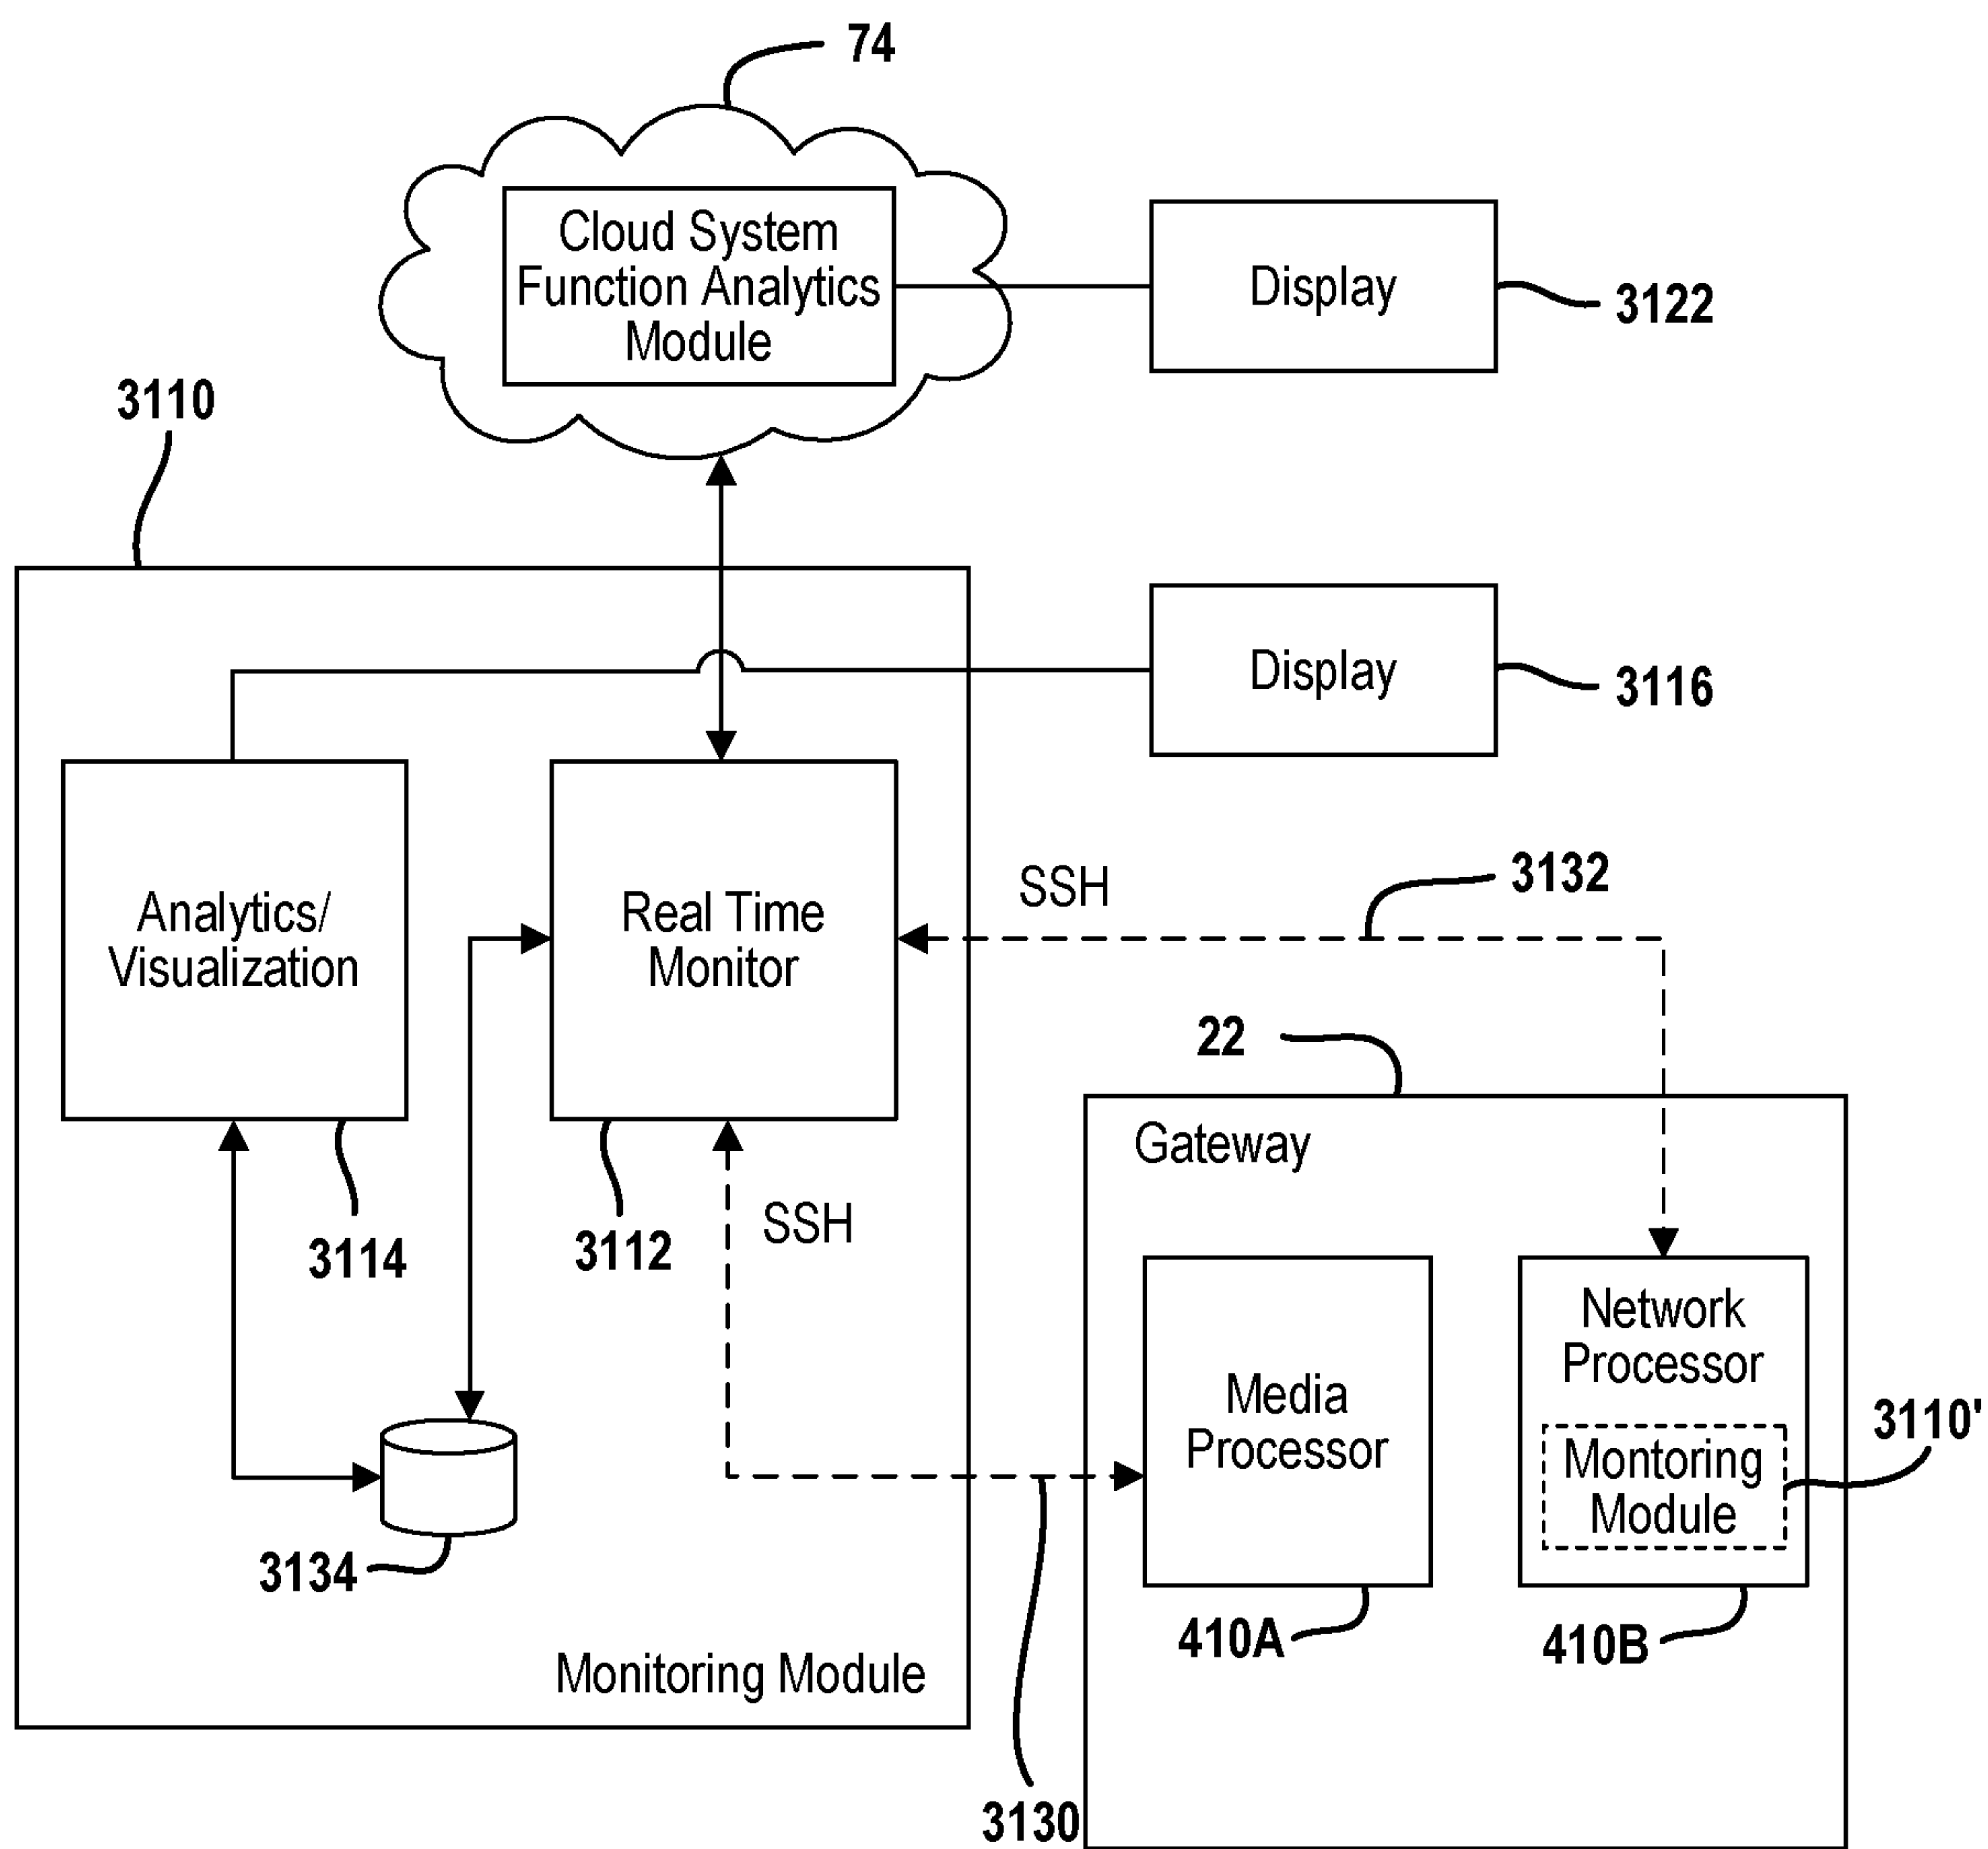 74
Cloud System
Function Analytics
Module
Display
3122
3110
Display
3116
Analytics/
Visualization
Real Time
Monitor
SSH
3132
22
Gateway
SSH
3114
3112
Network
Processor
Media
Processor
Montoring
Module
3110'
3134
410A
410B
Monitoring Module
3130